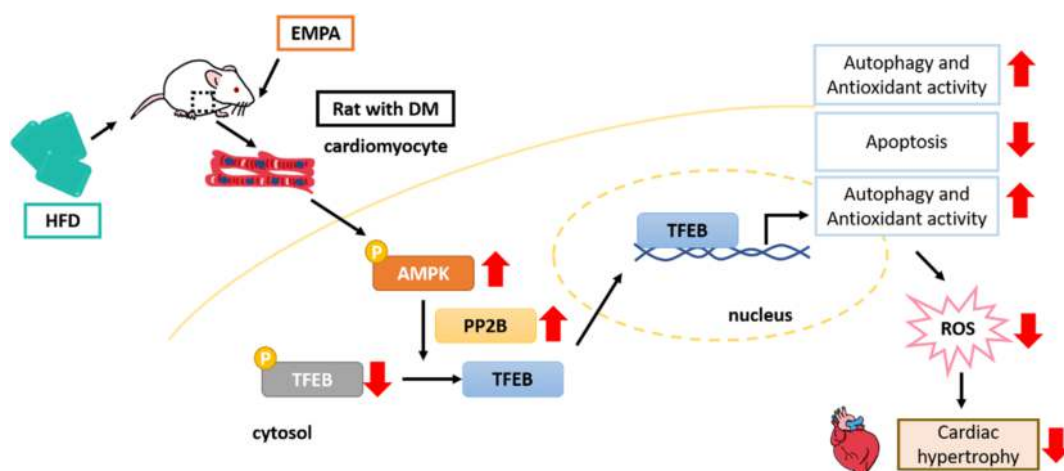 EMPA
Rat with DM
cardiomyocyte
HFD
P
AMPK
PP2B
P
TFEB
TFEB
cytosol
TFEB
nucleus
Autophagy and
Antioxidant activity
Apoptosis
Autophagy and
Antioxidant activity
ROS
Cardiac
hypertrophy